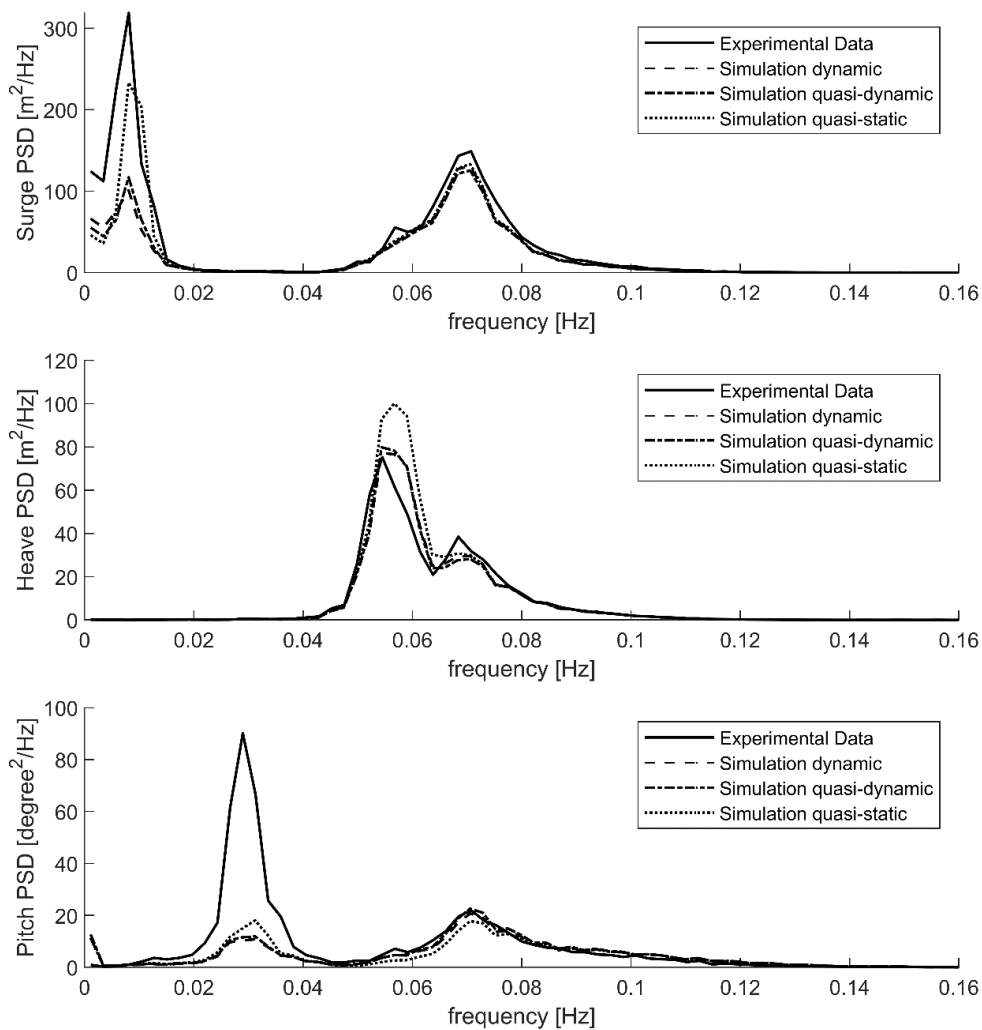 Surge PSD [m²/Hz]
300
200
100
0
Experimental Data
Simulation dynamic
Simulation quasi-dynamic
Simulation quasi-static
0 0.02 0.04 0.06 0.08 0.1 0.12 0.14 0.16
frequency [Hz]
Heave PSD [m²/Hz]
120
100
80
60
40
20
0
Experimental Data
Simulation dynamic
Simulation quasi-dynamic
Simulation quasi-static
0 0.02 0.04 0.06 0.08 0.1 0.12 0.14 0.16
frequency [Hz]
Pitch PSD [degree²/Hz]
100
80
60
40
20
0
Experimental Data
Simulation dynamic
Simulation quasi-dynamic
Simulation quasi-static
0 0.02 0.04 0.06 0.08 0.1 0.12 0.14 0.16
frequency [Hz]